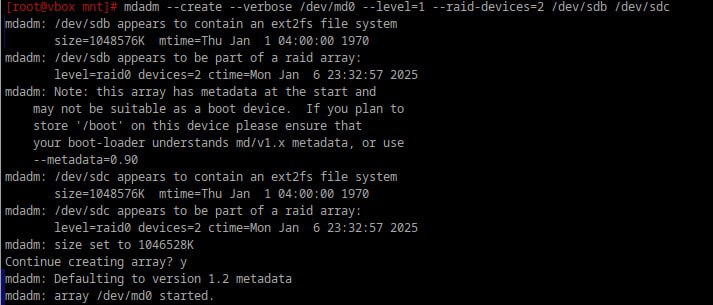 [root@vbox mnt]# mdadm --create --verbose /dev/md0 --level=1 --raid-devices=2 /dev/sdb /dev/sdc
mdadm: /dev/sdb appears to contain an ext2fs file system
       size=1048576K  mtime=Thu Jan  1 04:00:00 1970
mdadm: /dev/sdb appears to be part of a raid array:
       level=raid0 devices=2 ctime=Mon Jan  6 23:32:57 2025
mdadm: Note: this array has metadata at the start and
    may not be suitable as a boot device.  If you plan to
    store '/boot' on this device please ensure that
    your boot-loader understands md/v1.x metadata, or use
    --metadata=0.90
mdadm: /dev/sdc appears to contain an ext2fs file system
       size=1048576K  mtime=Thu Jan  1 04:00:00 1970
mdadm: /dev/sdc appears to be part of a raid array:
       level=raid0 devices=2 ctime=Mon Jan  6 23:32:57 2025
mdadm: size set to 1046528K
Continue creating array? y
mdadm: Defaulting to version 1.2 metadata
mdadm: array /dev/md0 started.